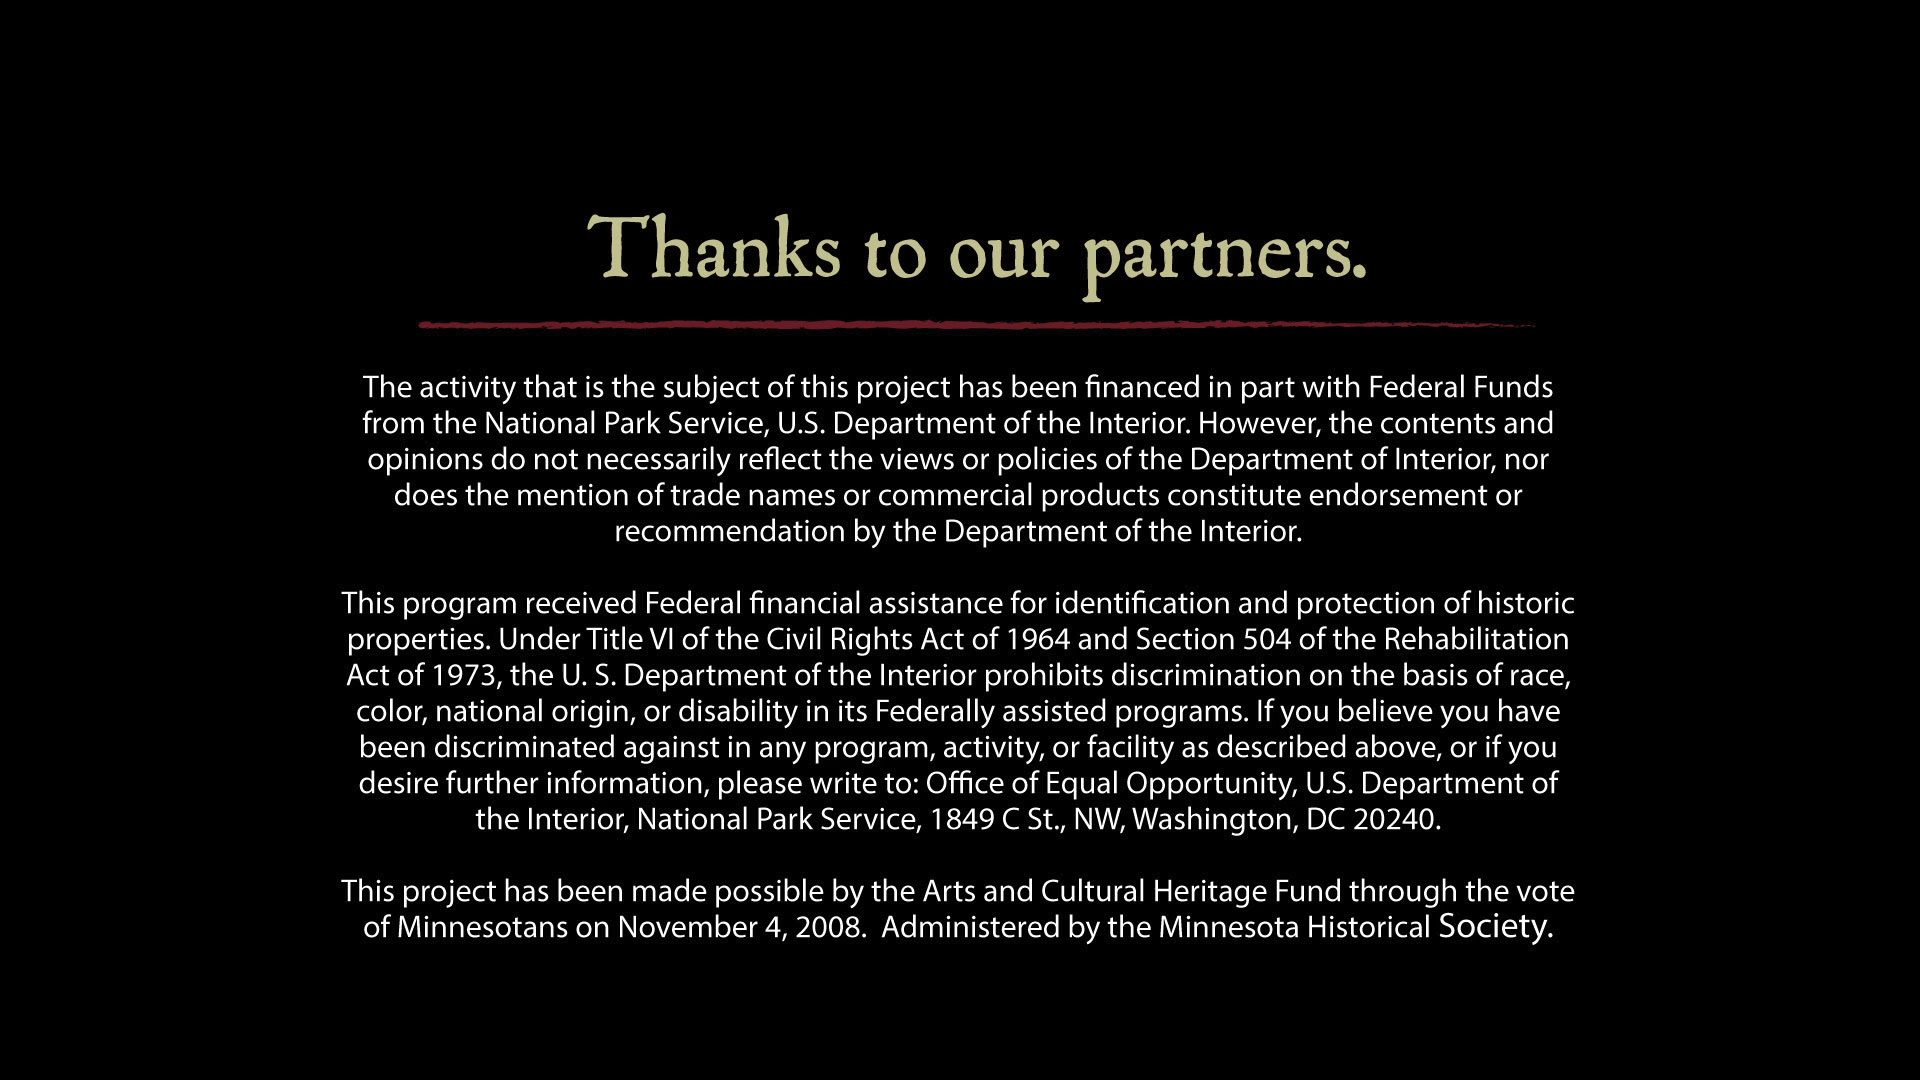 Thanks to our partners.
The activity that is the subject of this project has been financed in part with Federal Funds
from the National Park Service, U.S. Department of the Interior. However, the contents and
opinions do not necessarily reflect the views or policies of the Department of Interior, nor
does the mention of trade names or commercial products constitute endorsement or
recommendation by the Department of the Interior.
This program received Federal financial assistance for identification and protection of historic
properties. Under Title VI of the Civil Rights Act of 1964 and Section 504 of the Rehabilitation
Act of 1973, the U. S. Department of the Interior prohibits discrimination on the basis of race,
color, national origin, or disability in its Federally assisted programs. If you believe you have
been discriminated against in any program, activity, or facility as described above, or if you
desire further information, please write to: Office of Equal Opportunity, U.S. Department of
the Interior, National Park Service, 1849 C St., NW, Washington, DC 20240.
This project has been made possible by the Arts and Cultural Heritage Fund through the vote
of Minnesotans on November 4, 2008.  Administered by the Minnesota Historical Society.